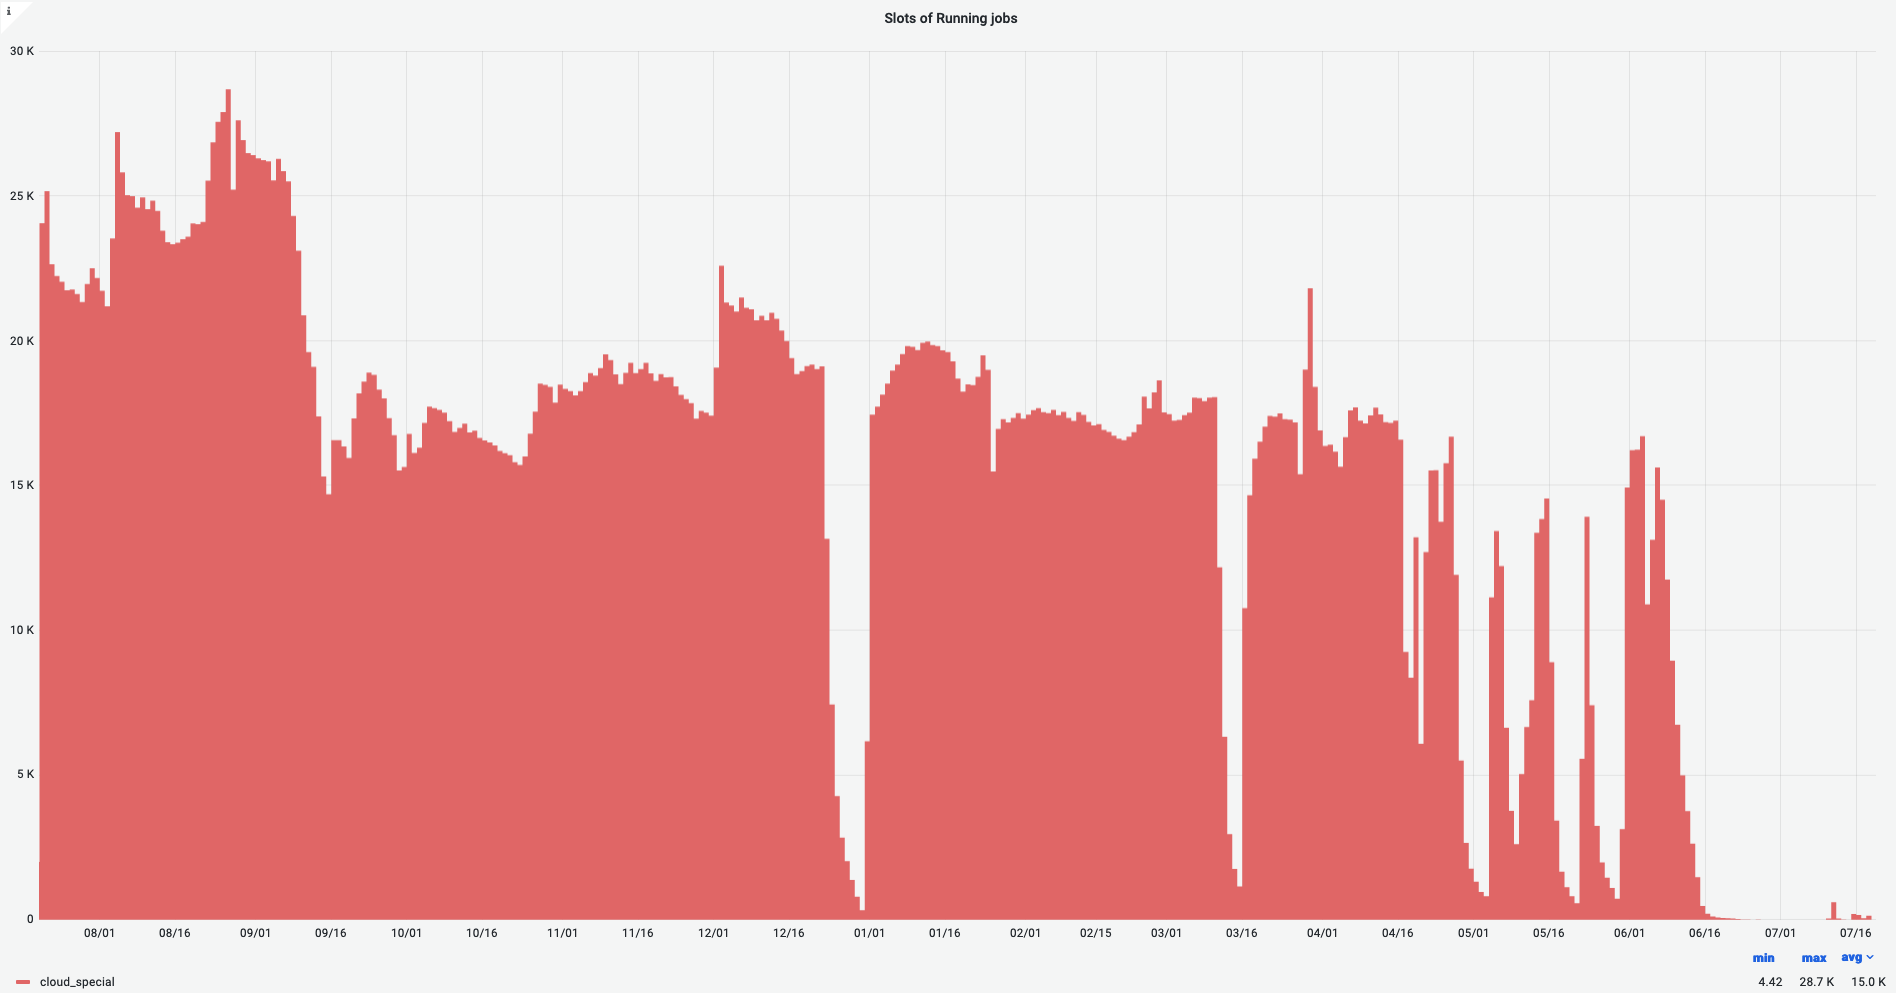 i
Slots of Running jobs
30 K
25 K
20 K
15 K
10 K
5 K
0
08/01 08/16 09/01 09/16 10/01 10/16 11/01 11/16 12/01 12/16 01/01 01/16 02/01 02/15 03/01 03/16 04/01 04/16 05/01 05/16 06/01 06/16 07/01 07/16
min max avg
cloud_special 4.42 28.7 K 15.0 K